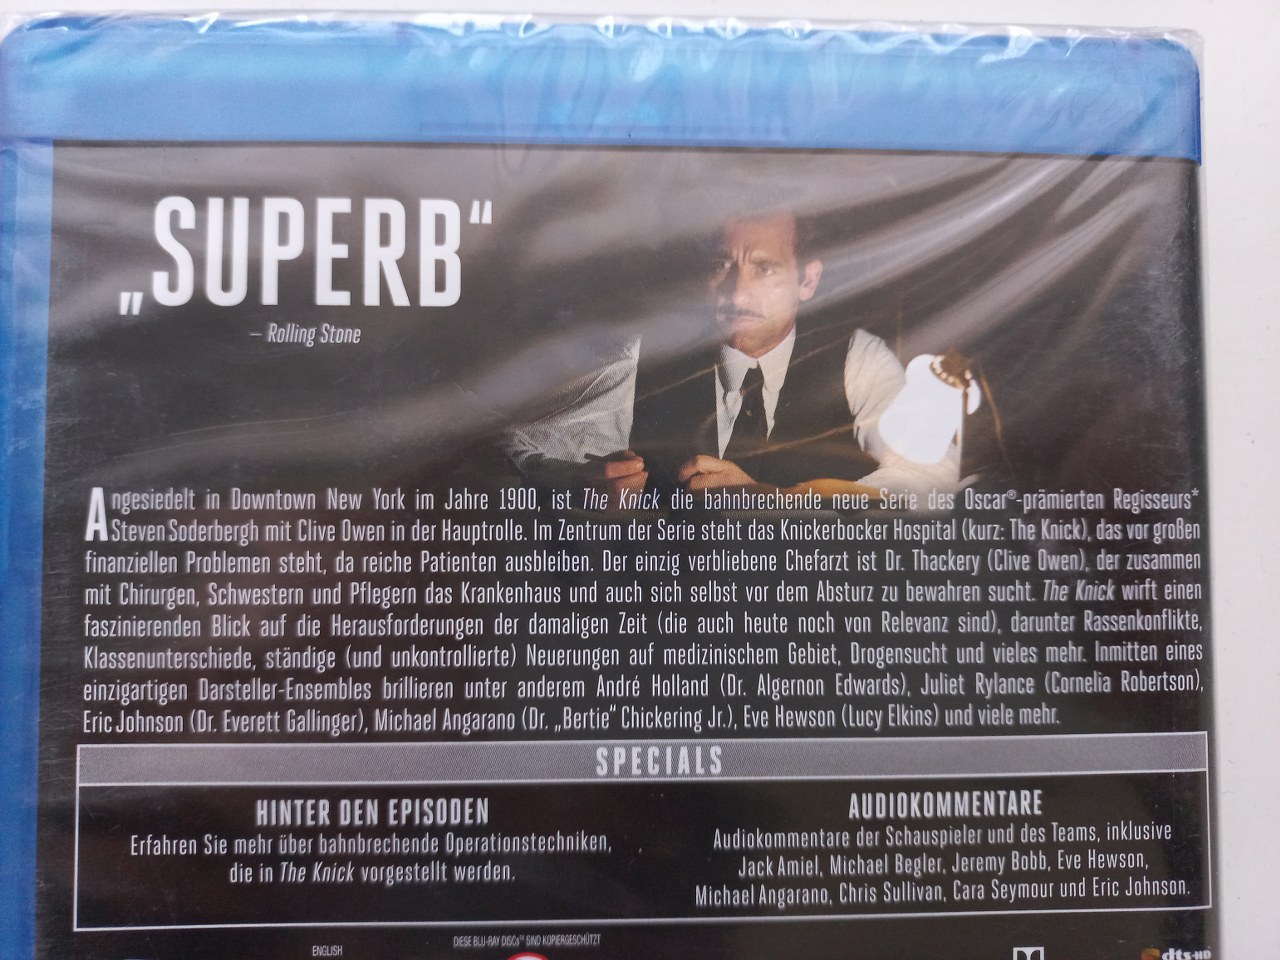 „SUPERB“
– Rolling Stone
Angesiedelt in Downtown New York im Jahre 1900, ist The Knick die bahnbrechende neue Serie des Oscar®-prämierten Regisseurs*
Steven Soderbergh mit Clive Owen in der Hauptrolle. Im Zentrum der Serie steht das Knickerbocker Hospital (kurz: The Knick), das vor großen
finanziellen Problemen steht, da reiche Patienten ausbleiben. Der einzig verbliebene Chefarzt ist Dr. Thackery (Clive Owen), der zusammen
mit Chirurgen, Schwestern und Pflegern das Krankenhaus und auch sich selbst vor dem Absturz zu bewahren sucht. The Knick wirft einen
faszinierenden Blick auf die Herausforderungen der damaligen Zeit (die auch heute noch von Relevanz sind), darunter Rassenkonflikte,
Klassenunterschiede, ständige (und unkontrollierte) Neuerungen auf medizinischem Gebiet, Drogensucht und vieles mehr. Inmitten eines
einzigartigen Darsteller-Ensembles brillieren unter anderem André Holland (Dr. Algernon Edwards), Juliet Rylance (Cornelia Robertson),
Eric Johnson (Dr. Everett Gallinger), Michael Angarano (Dr. „Bertie“ Chickering Jr.), Eve Hewson (Lucy Elkins) und viele mehr.
SPECIALS
HINTER DEN EPISODEN
Erfahren Sie mehr über bahnbrechende Operationstechniken,
die in The Knick vorgestellt werden.
AUDIOKOMMENTARE
Audiokommentare der Schauspieler und des Teams, inklusive
Jack Amiel, Michael Begler, Jeremy Bobb, Eve Hewson,
Michael Angarano, Chris Sullivan, Cara Seymour und Eric Johnson.
DIESE BLU-RAY DISCs™ SIND KOPIERGESCHÜTZT
ENGLISH
dts-HD